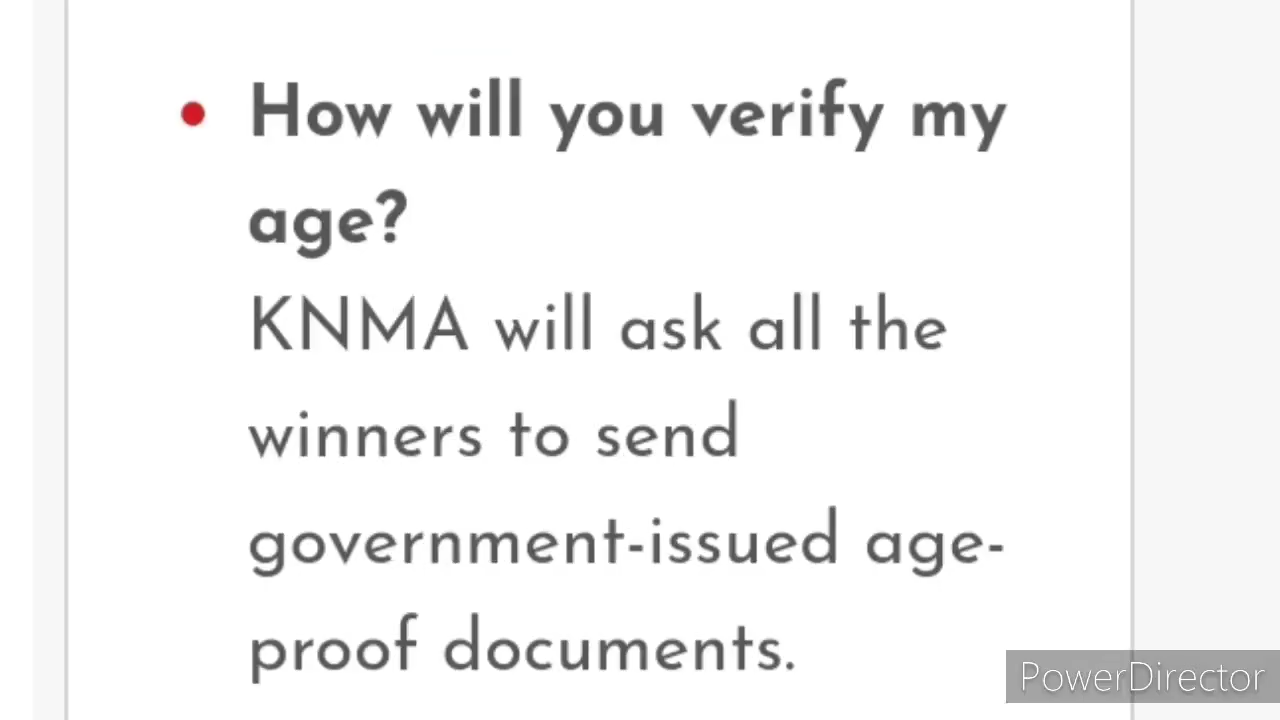 How will you verify my
age?
KNMA will ask all the
winners to send
government-issued age-
proof documents.
PowerDirector